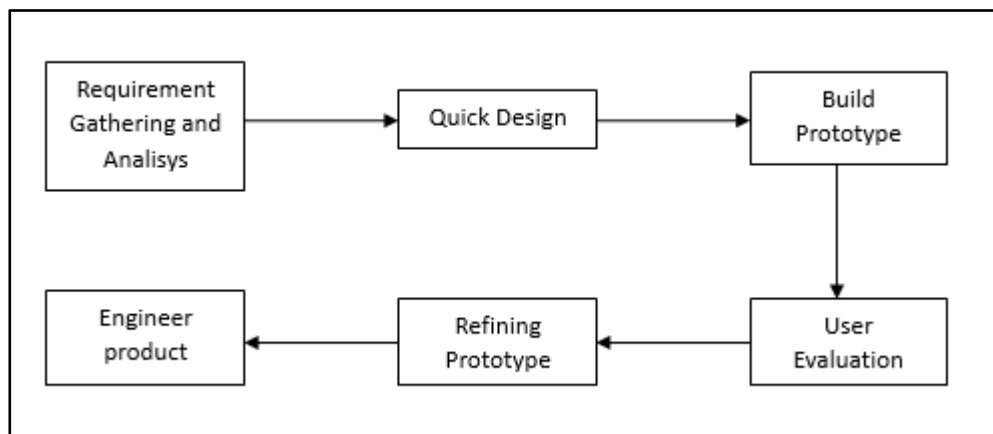 Requirement
Gathering and
Analisys
Quick Design
Build
Prototype
User
Evaluation
Refining
Prototype
Engineer
product